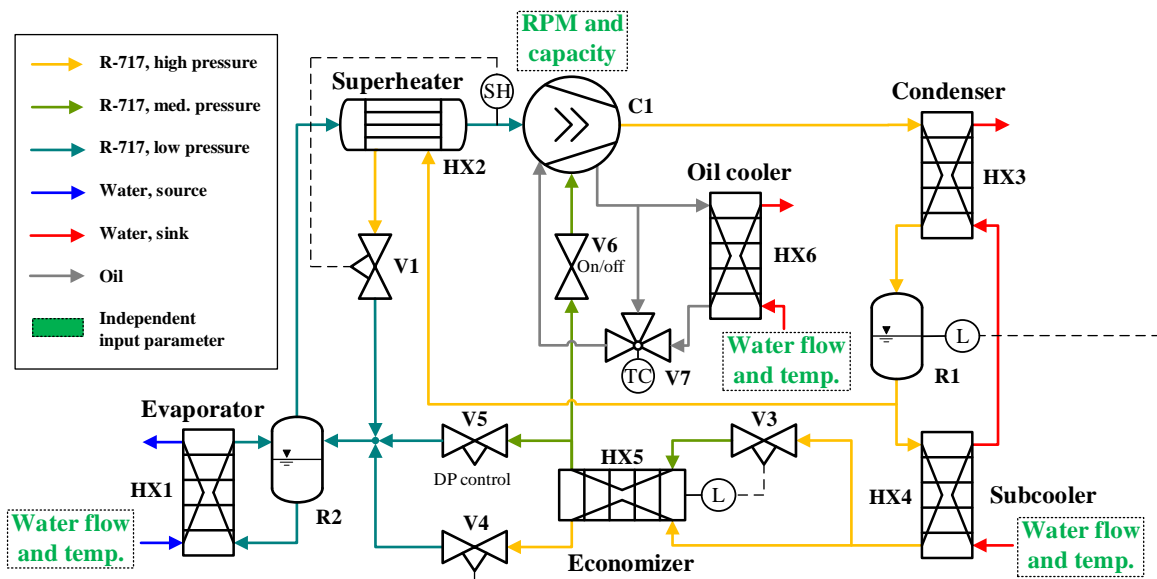 R-717, high pressure
R-717, med. pressure
R-717, low pressure
Water, source
Water, sink
Oil
Independent
input parameter
RPM and
capacity
Superheater
SH
C1
HX2
Condenser
HX3
Oil cooler
HX6
V1
V6
On/off
Water flow
and temp.
TC
V7
L
R1
Evaporator
HX1
R2
Water flow
and temp.
V5
DP control
V4
HX5
L
V3
Economizer
HX4
Subcooler
Water flow
and temp.